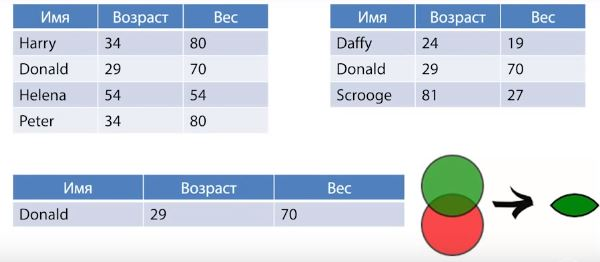 Имя Возраст Вес
Harry 34 80
Donald 29 70
Helena 54 54
Peter 34 80
Имя Возраст Вес
Daffy 24 19
Donald 29 70
Scrooge 81 27
Имя Возраст Вес
Donald 29 70